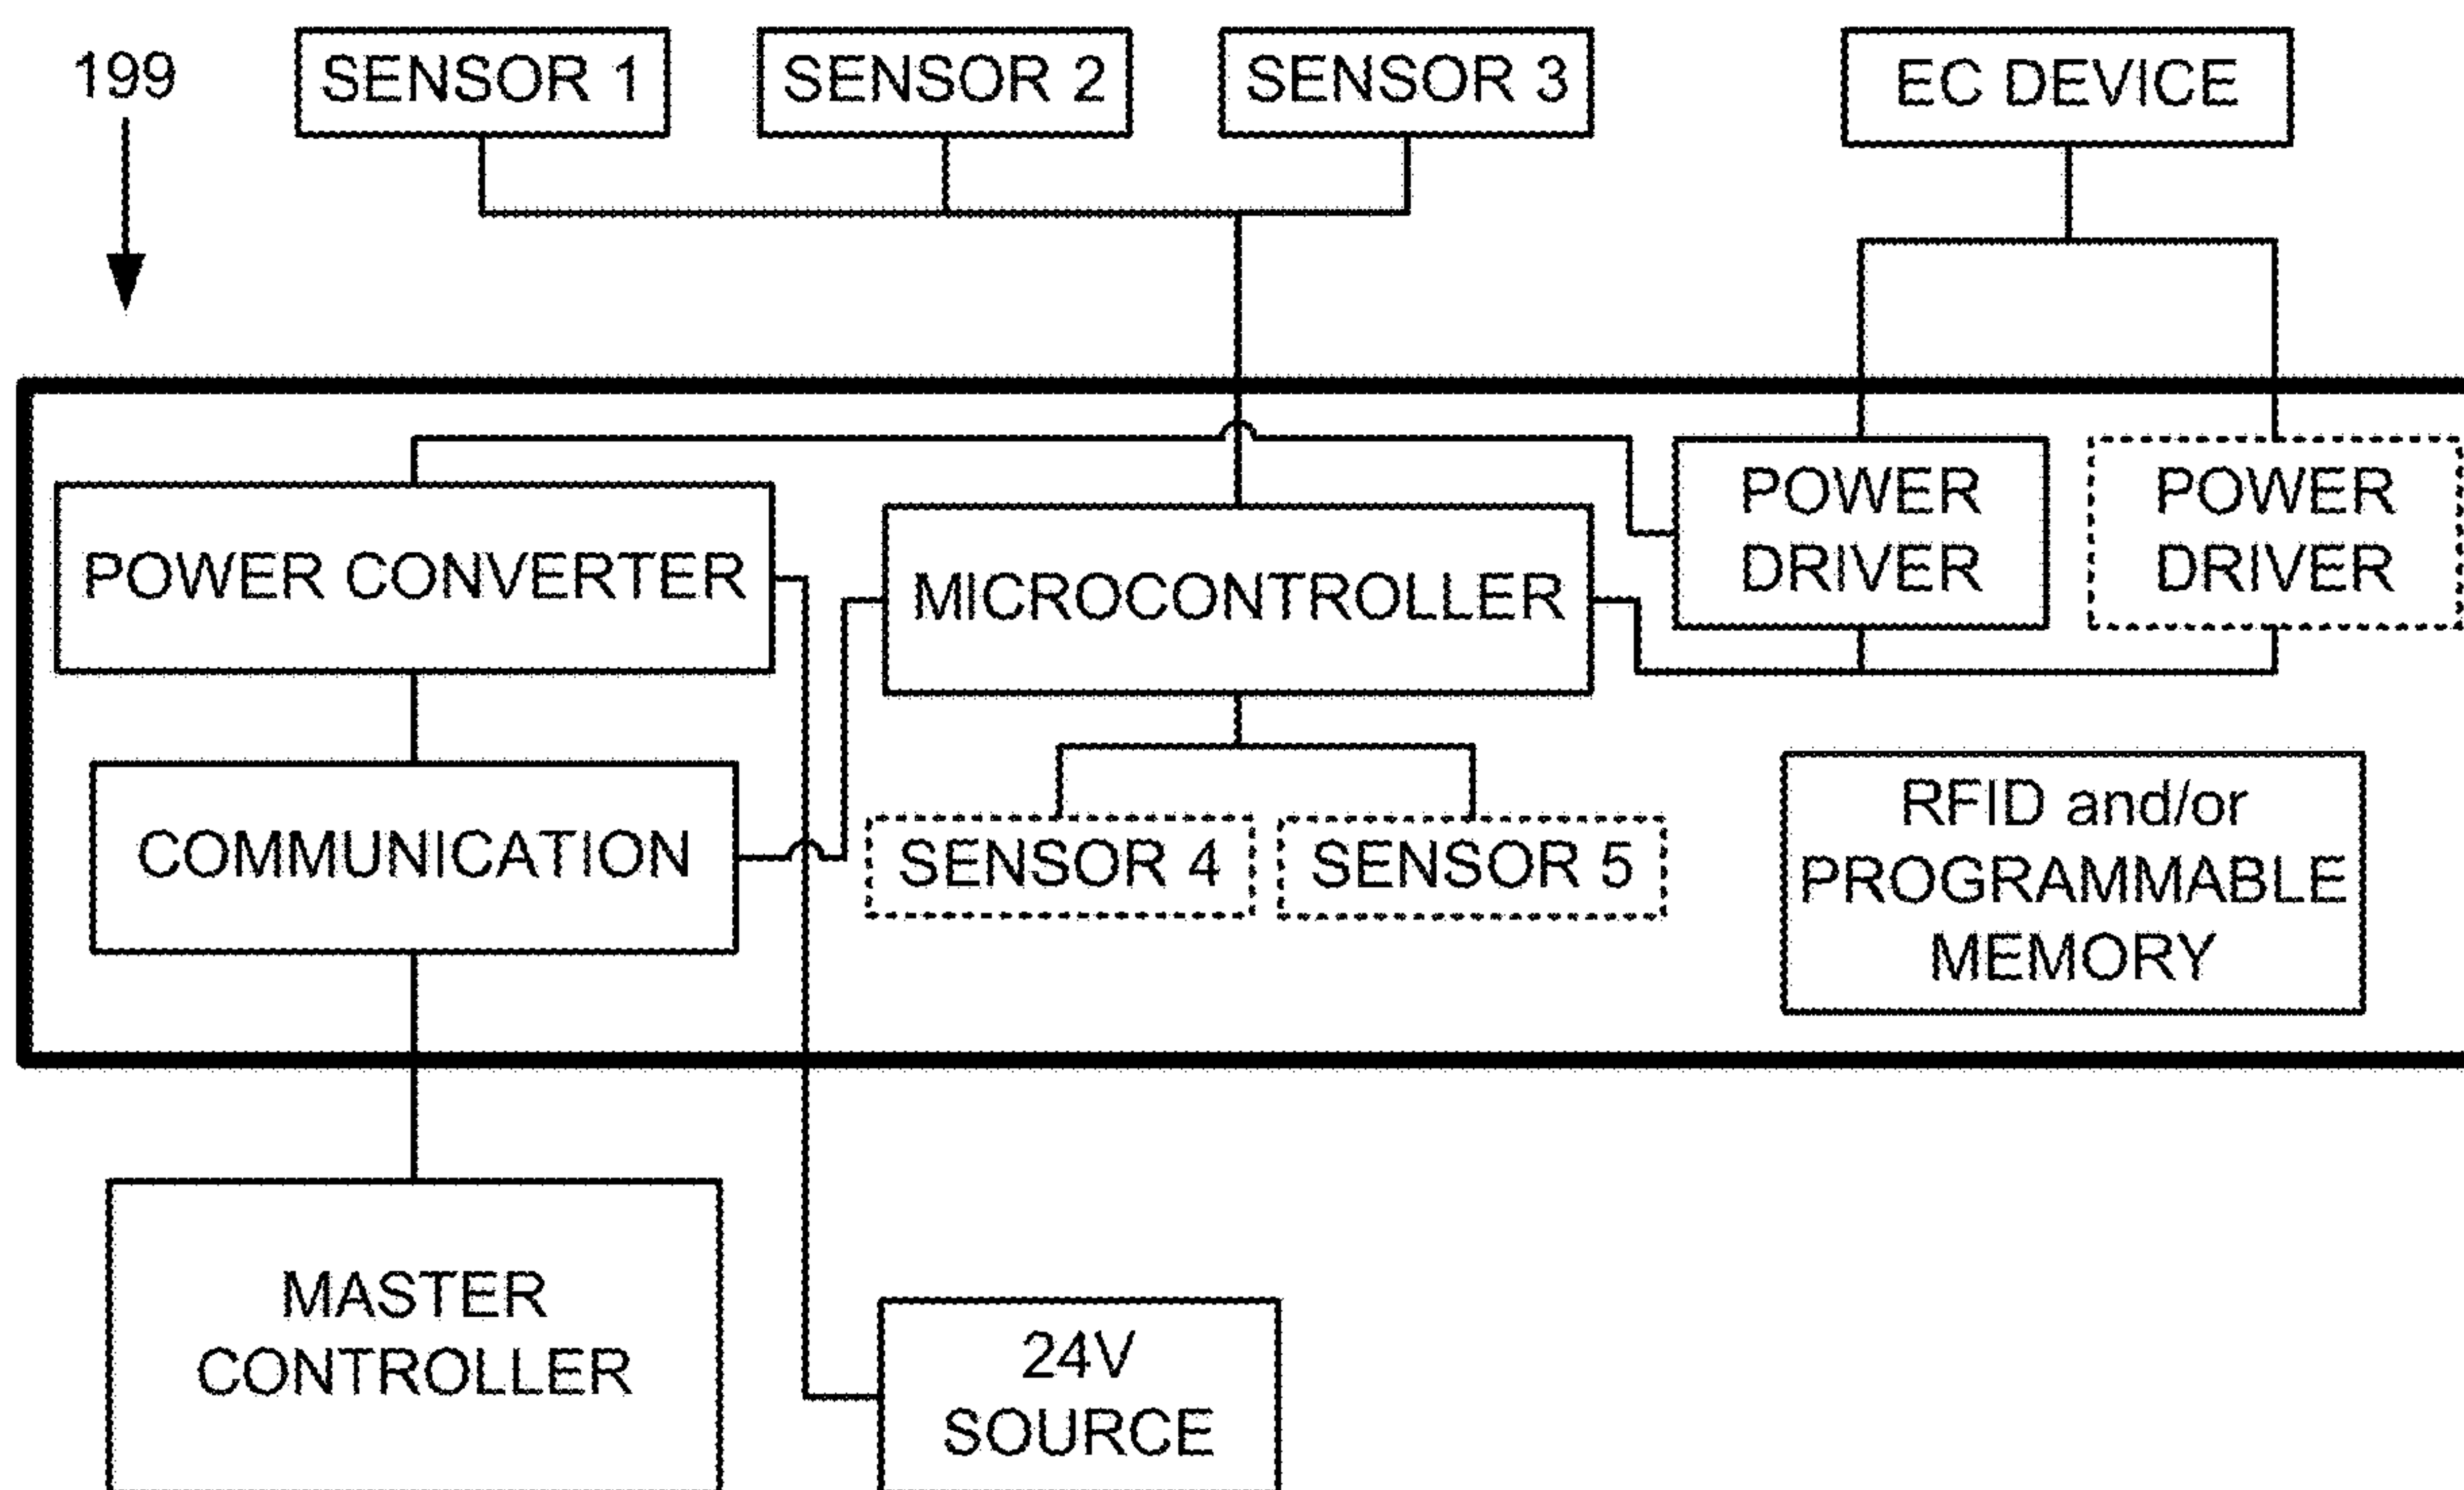 199
SENSOR 1
SENSOR 2
SENSOR 3
EC DEVICE
POWER CONVERTER
MICROCONTROLLER
POWER
DRIVER
POWER
DRIVER
COMMUNICATION
SENSOR 4
SENSOR 5
RFID and/or
PROGRAMMABLE
MEMORY
MASTER
CONTROLLER
24V
SOURCE